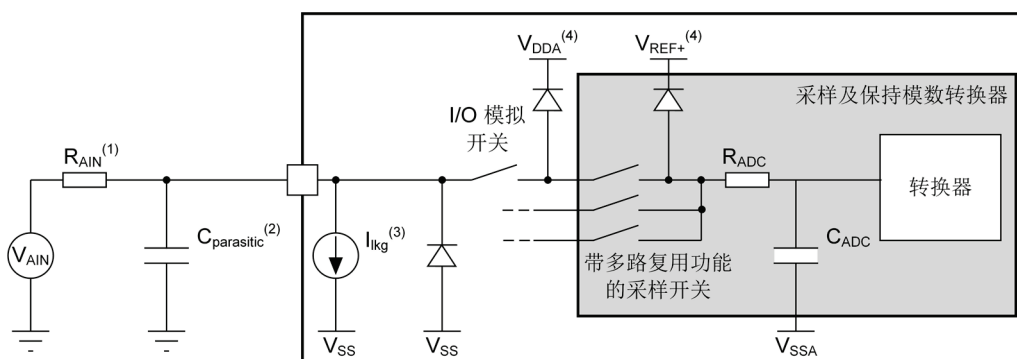 V_DDA^(4)
V_REF+^(4)
采样及保持模数转换器
I/O 模拟
开关
R_AIN^(1)
R_ADC
转换器
V_AIN
C_parasitic^(2)
I_lkg^(3)
C_ADC
带多路复用功能
的采样开关
V_SS
V_SS
V_SSA